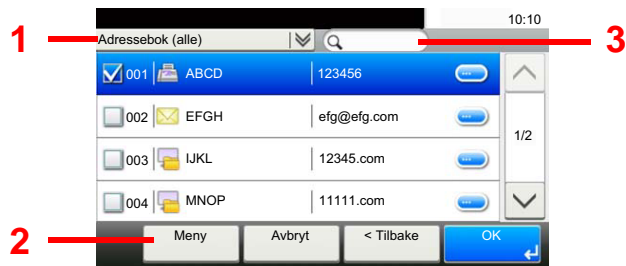 10:10
1 Adressebok (alle) 3
001 ABCD 123456
002 EFGH efg@efg.com
1/2
003 IJKL 12345.com
004 MNOP 11111.com
2 Meny Avbryt < Tilbake OK